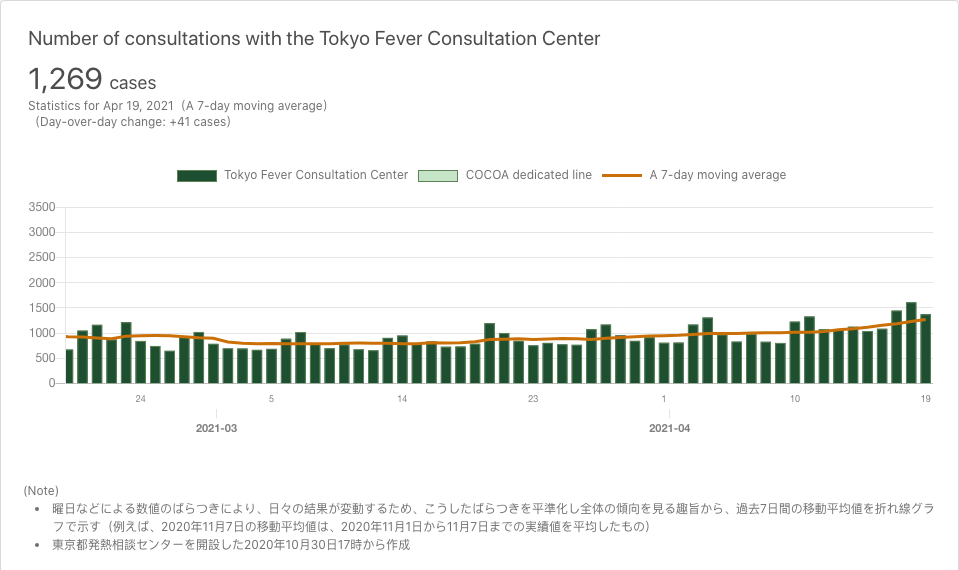 Number of consultations with the Tokyo Fever Consultation Center
1,269 cases
Statistics for Apr 19, 2021（A 7-day moving average）
（Day-over-day change: +41 cases）
Tokyo Fever Consultation Center COCOA dedicated line A 7-day moving average
3500
3000
2500
2000
1500
1000
500
0
24 5 14 23 1 10 19
2021-03 2021-04
(Note)
• 曜日などによる数値のばらつきにより、日々の結果が変動するため、こうしたばらつきを平準化し全体の傾向を見る趣旨から、過去7日間の移動平均値を折れ線グラ
フで示す（例えば、2020年11月7日の移動平均値は、2020年11月1日から11月7日までの実績値を平均したもの）
• 東京都発熱相談センターを開設した2020年10月30日17時から作成